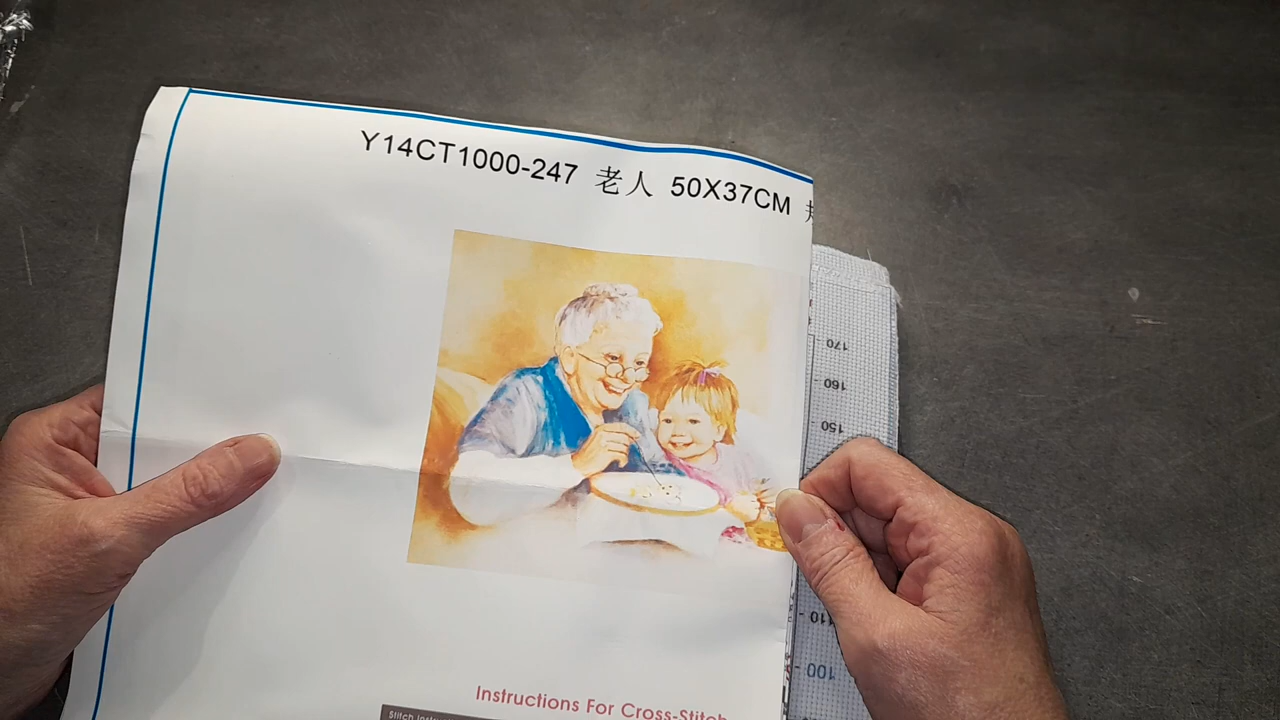 Y14CT1000-247 老人 50X37CM
170
160
150
110
100
Instructions For Cross-Stitch